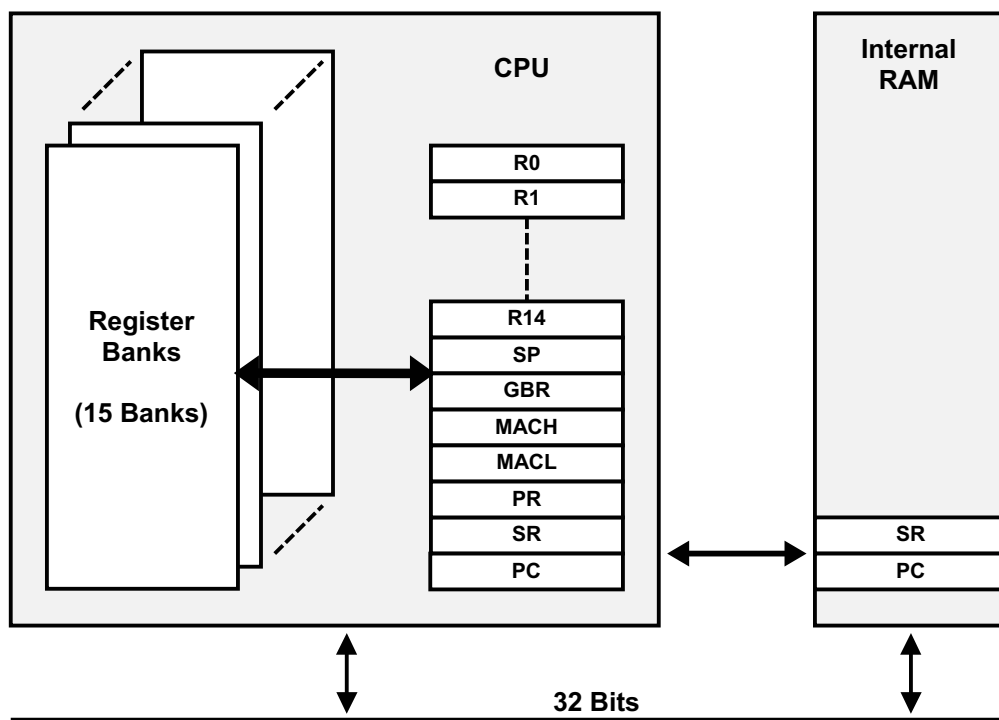 CPU
Internal
RAM
R0
R1
Register
Banks
(15 Banks)
R14
SP
GBR
MACH
MACL
PR
SR
PC
SR
PC
32 Bits